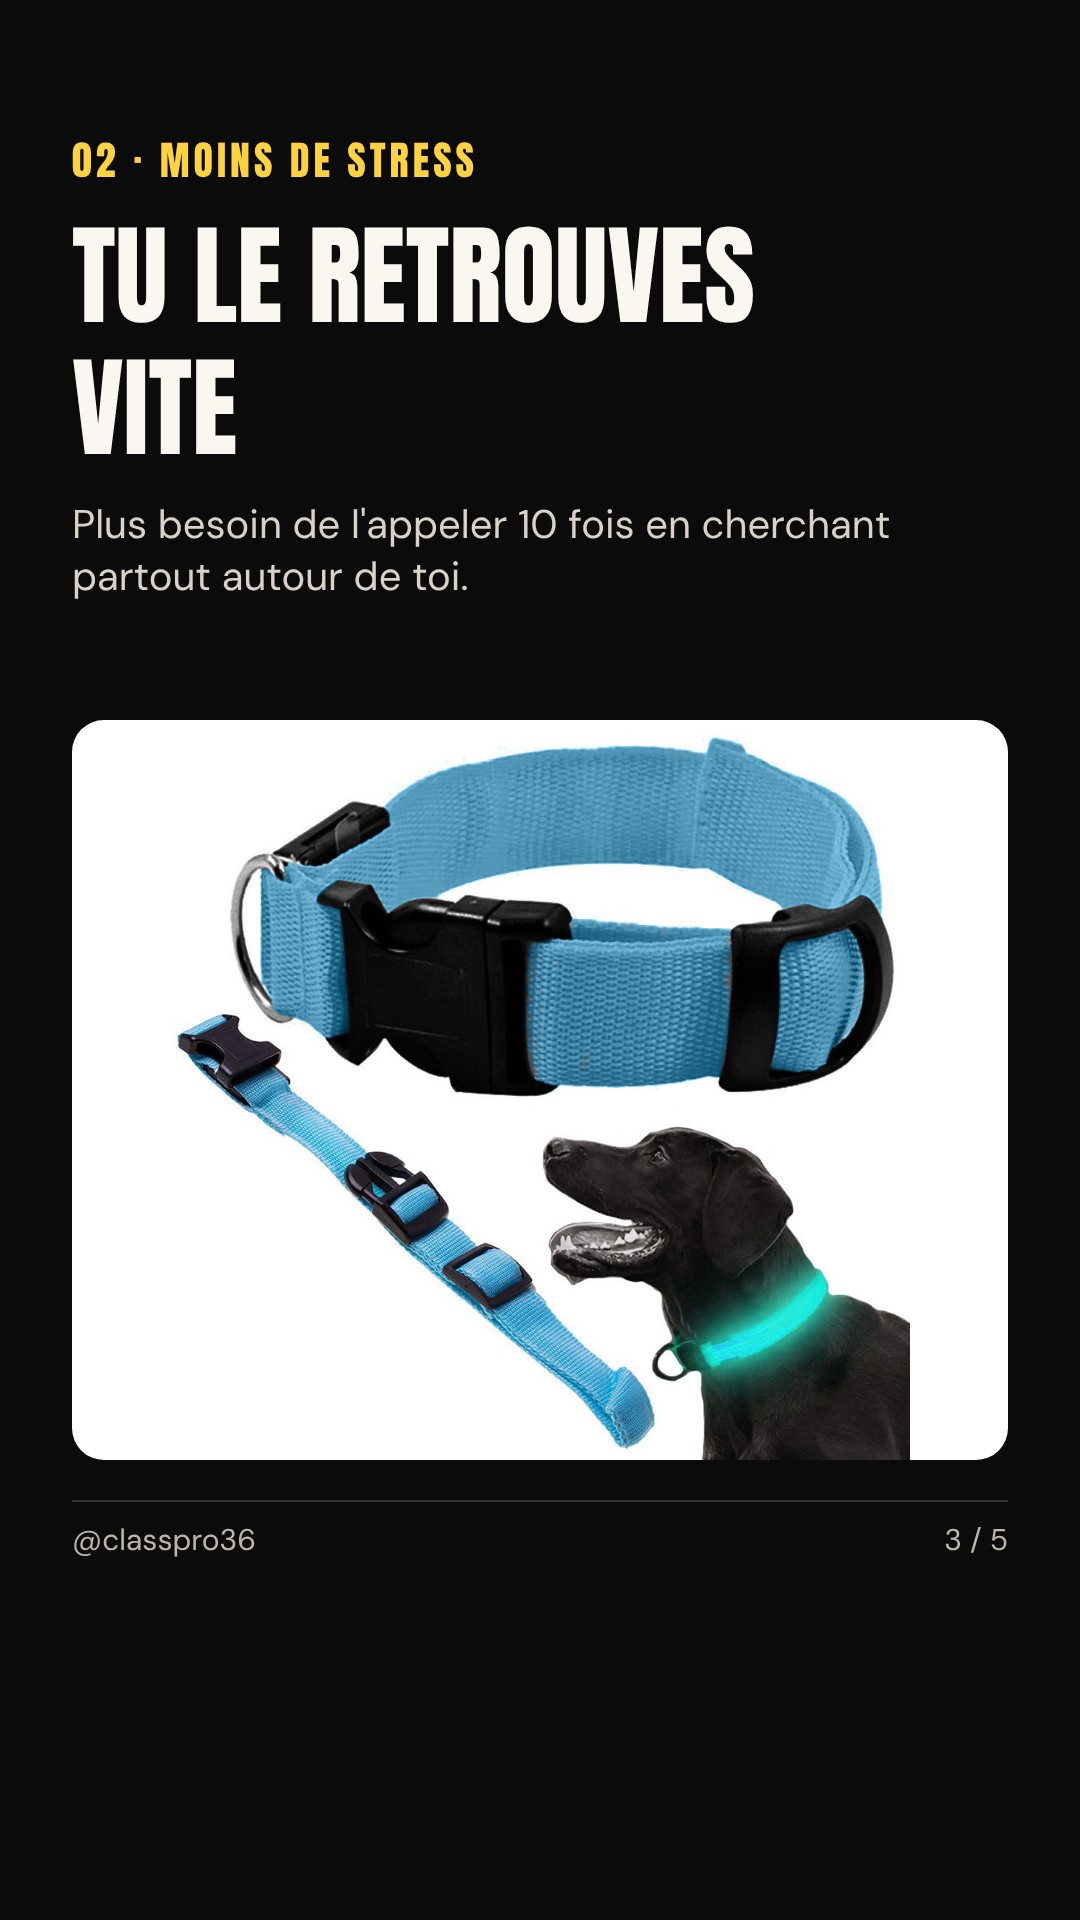 02 · MOINS DE STRESS
TU LE RETROUVES
VITE
Plus besoin de l'appeler 10 fois en cherchant
partout autour de toi.
@classpro36
3 / 5